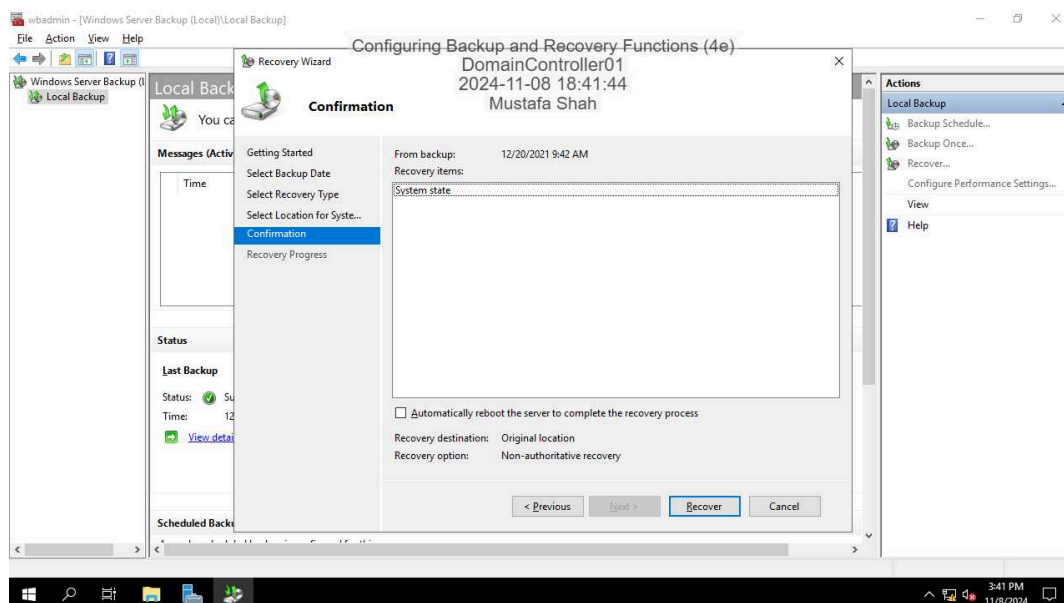 wbadmin - [Windows Server Backup (Local)\Local Backup]
File Action View Help
Configuring Backup and Recovery Functions (4e)
DomainController01
2024-11-08 18:41:44
Mustafa Shah
Windows Server Backup (L
Local Backup
Local Back
You ca
Messages (Activ
Time
Status
Last Backup
Status: Su
Time: 12
View detai
Scheduled Backu
Recovery Wizard
Confirmation
Getting Started
Select Backup Date
Select Recovery Type
Select Location for Syste...
Confirmation
Recovery Progress
From backup: 12/20/2021 9:42 AM
Recovery items:
System state
Automatically reboot the server to complete the recovery process
Recovery destination: Original location
Recovery option: Non-authoritative recovery
< Previous Next > Recover Cancel
Actions
Local Backup
Backup Schedule...
Backup Once...
Recover...
Configure Performance Settings...
View
Help
3:41 PM
11/8/2024